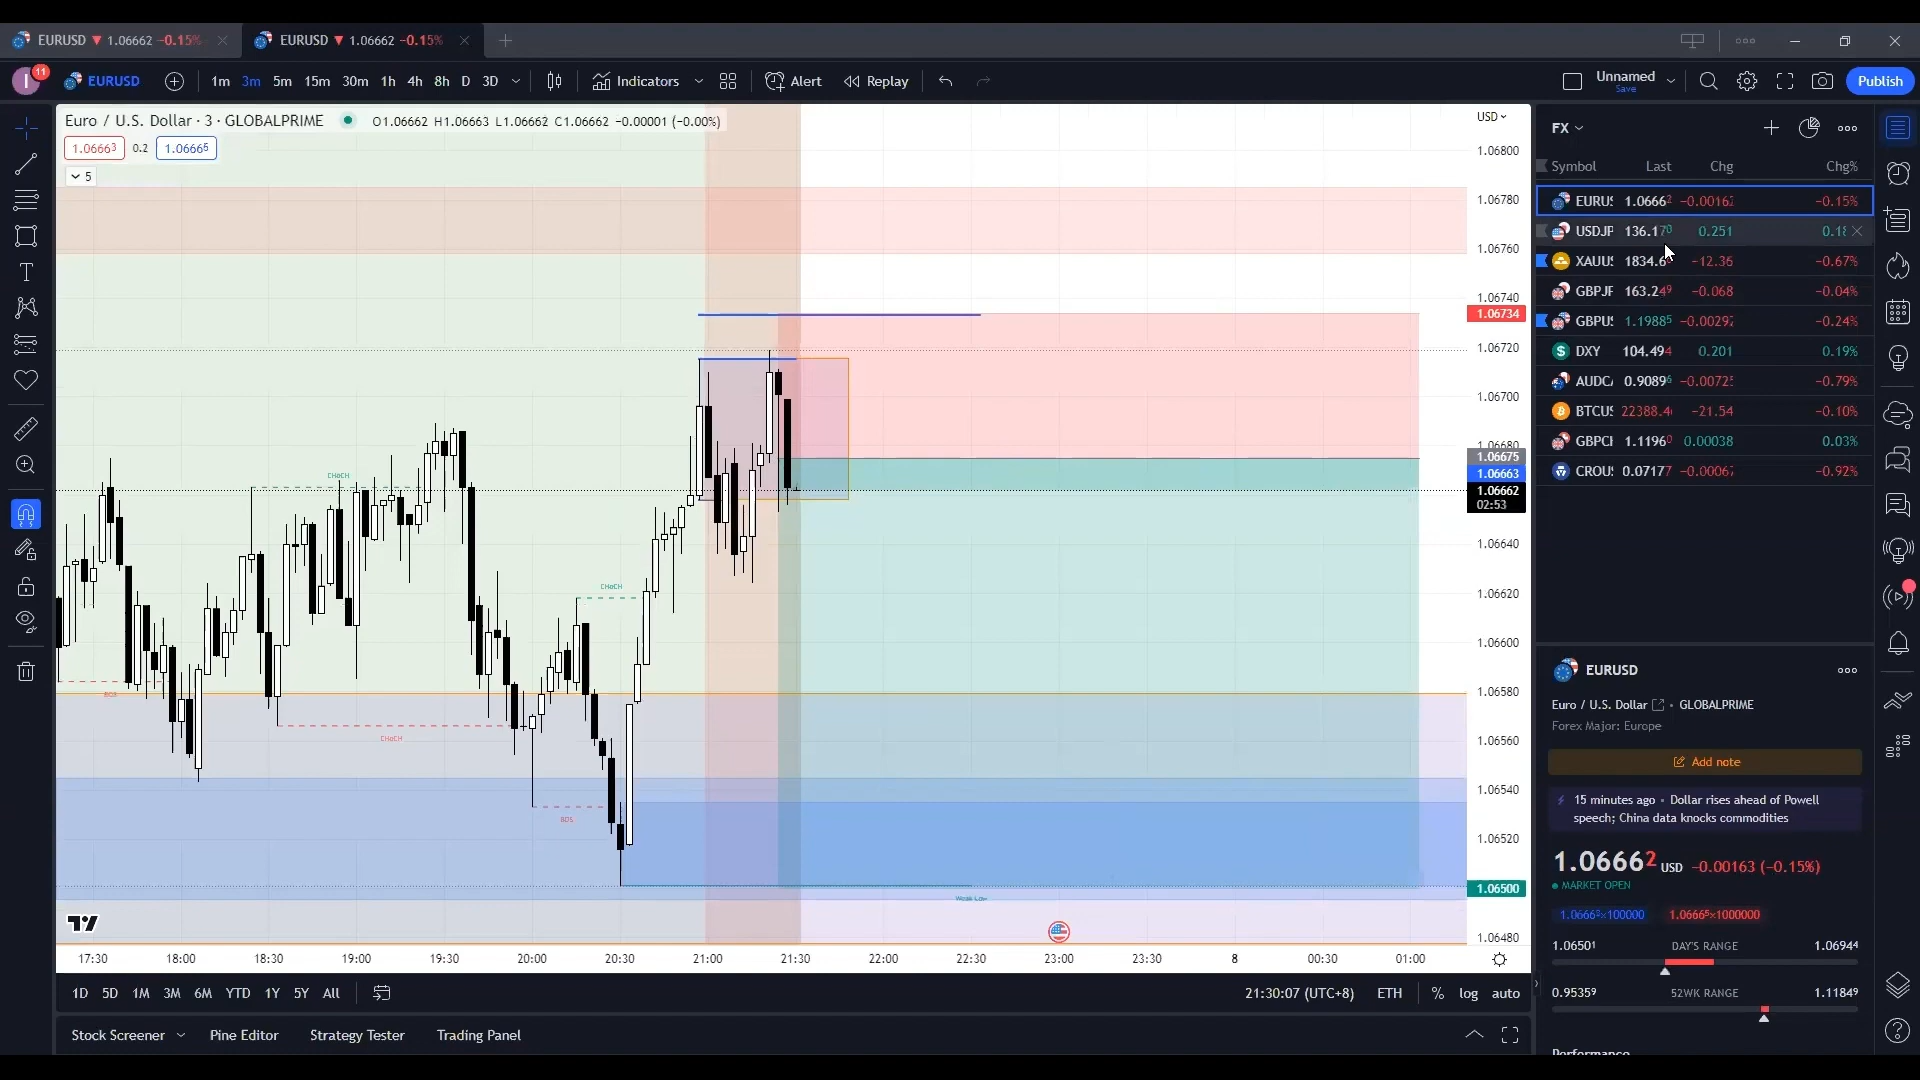 EURUSD ▼ 1.06662 −0.15%
EURUSD ▼ 1.06662 −0.15%
I 11 EURUSD 1m 3m 5m 15m 30m 1h 4h 8h D 3D Indicators Alert Replay Unnamed Save Publish
Euro / U.S. Dollar · 3 · GLOBALPRIME O1.06662 H1.06663 L1.06662 C1.06662 −0.00001 (−0.00%)
1.06663 0.2 1.06665
5
USD
1.06800
1.06780
1.06760
1.06740
1.06734
1.06720
1.06700
1.06680
1.06675
1.06663
1.06662
02:53
1.06640
1.06620
1.06600
1.06580
1.06560
1.06540
1.06520
1.06500
1.06480
CHoCH
CHoCH
BOS
CHoCH
BOS
Weak Low
17:30 18:00 18:30 19:00 19:30 20:00 20:30 21:00 21:30 22:00 22:30 23:00 23:30 8 00:30 01:00
1D 5D 1M 3M 6M YTD 1Y 5Y All 21:30:07 (UTC+8) ETH % log auto
Stock Screener Pine Editor Strategy Tester Trading Panel
FX
Symbol Last Chg Chg%
EURUS 1.06662 −0.00162 −0.15%
USDJP 136.170 0.251
XAUUS −12.36 −0.67%
GBPJP 163.249 −0.068 −0.04%
GBPUS 1.19885 −0.00292 −0.24%
DXY 104.494 0.201 0.19%
AUDCA 0.90896 −0.00725 −0.79%
BTCUS 22388.4 −21.54 −0.10%
GBPCH 1.11960 0.00038 0.03%
CROUS 0.07177 −0.00067 −0.92%
EURUSD
Euro / U.S. Dollar • GLOBALPRIME
Forex Major: Europe
Add note
15 minutes ago • Dollar rises ahead of Powell
speech; China data knocks commodities
1.06662 USD −0.00163 (−0.15%)
MARKET OPEN
1.06663×100000 1.06665×1000000
1.06501 DAY'S RANGE 1.06944
0.95359 52WK RANGE 1.11849
Performance